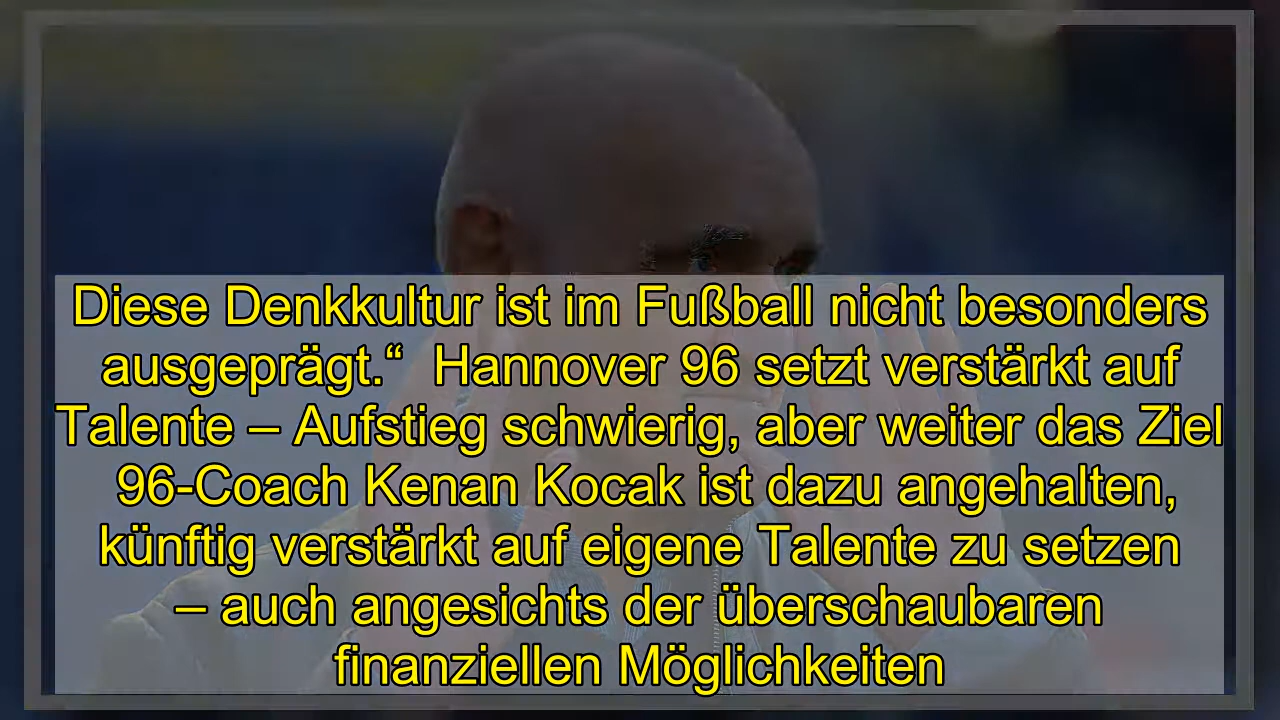 Diese Denkkultur ist im Fußball nicht besonders
ausgeprägt.“  Hannover 96 setzt verstärkt auf
Talente – Aufstieg schwierig, aber weiter das Ziel
96-Coach Kenan Kocak ist dazu angehalten,
künftig verstärkt auf eigene Talente zu setzen
– auch angesichts der überschaubaren
finanziellen Möglichkeiten